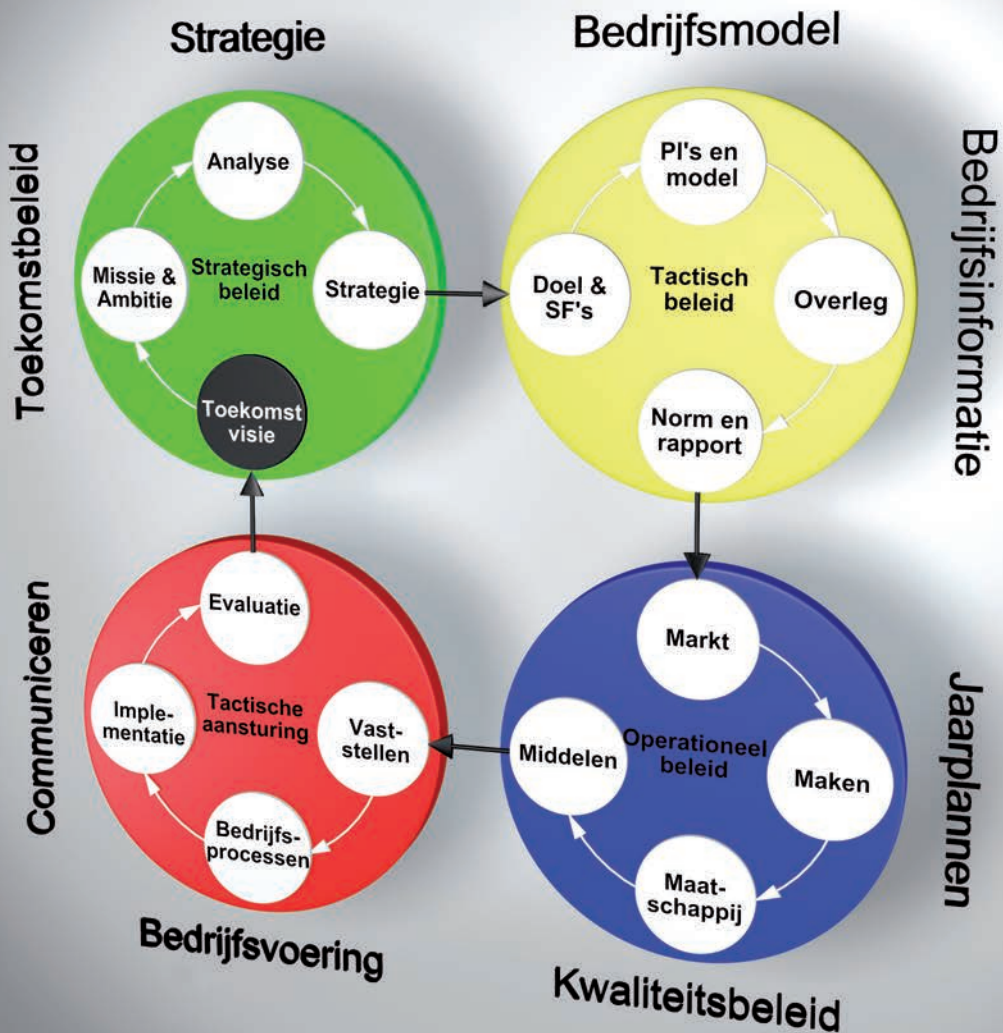 Strategie
Bedrijfsmodel
Toekomstbeleid
Analyse
Missie &
Ambitie
Strategisch
beleid
Strategie
Toekomst
visie
PI's en
model
Doel &
SF's
Tactisch
beleid
Overleg
Norm en
rapport
Bedrijfsinformatie
Communiceren
Evaluatie
Imple-
mentatie
Tactische
aansturing
Vast-
stellen
Bedrijfs-
processen
Bedrijfsvoering
Markt
Middelen
Operationeel
beleid
Maken
Maat-
schappij
Jaarplannen
Kwaliteitsbeleid